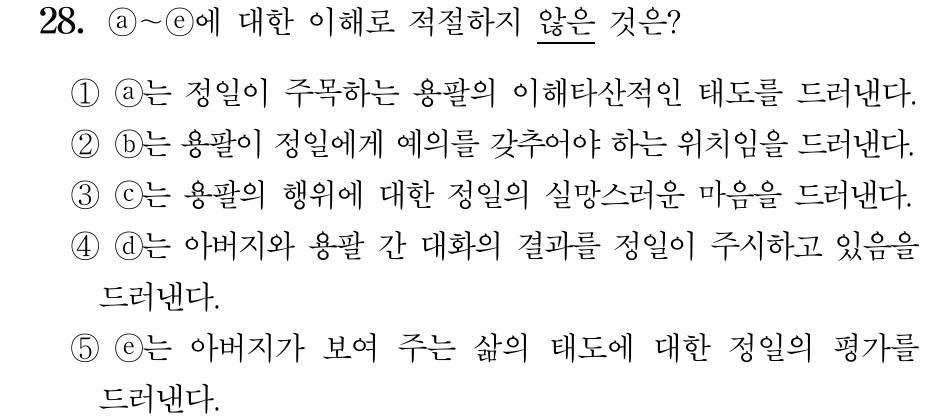 28. ⓐ~ⓔ에 대한 이해로 적절하지 않은 것은?
① ⓐ는 정일이 주목하는 용팔의 이해타산적인 태도를 드러낸다.
② ⓑ는 용팔이 정일에게 예의를 갖추어야 하는 위치임을 드러낸다.
③ ⓒ는 용팔의 행위에 대한 정일의 실망스러운 마음을 드러낸다.
④ ⓓ는 아버지와 용팔 간 대화의 결과를 정일이 주시하고 있음을
드러낸다.
⑤ ⓔ는 아버지가 보여 주는 삶의 태도에 대한 정일의 평가를
드러낸다.